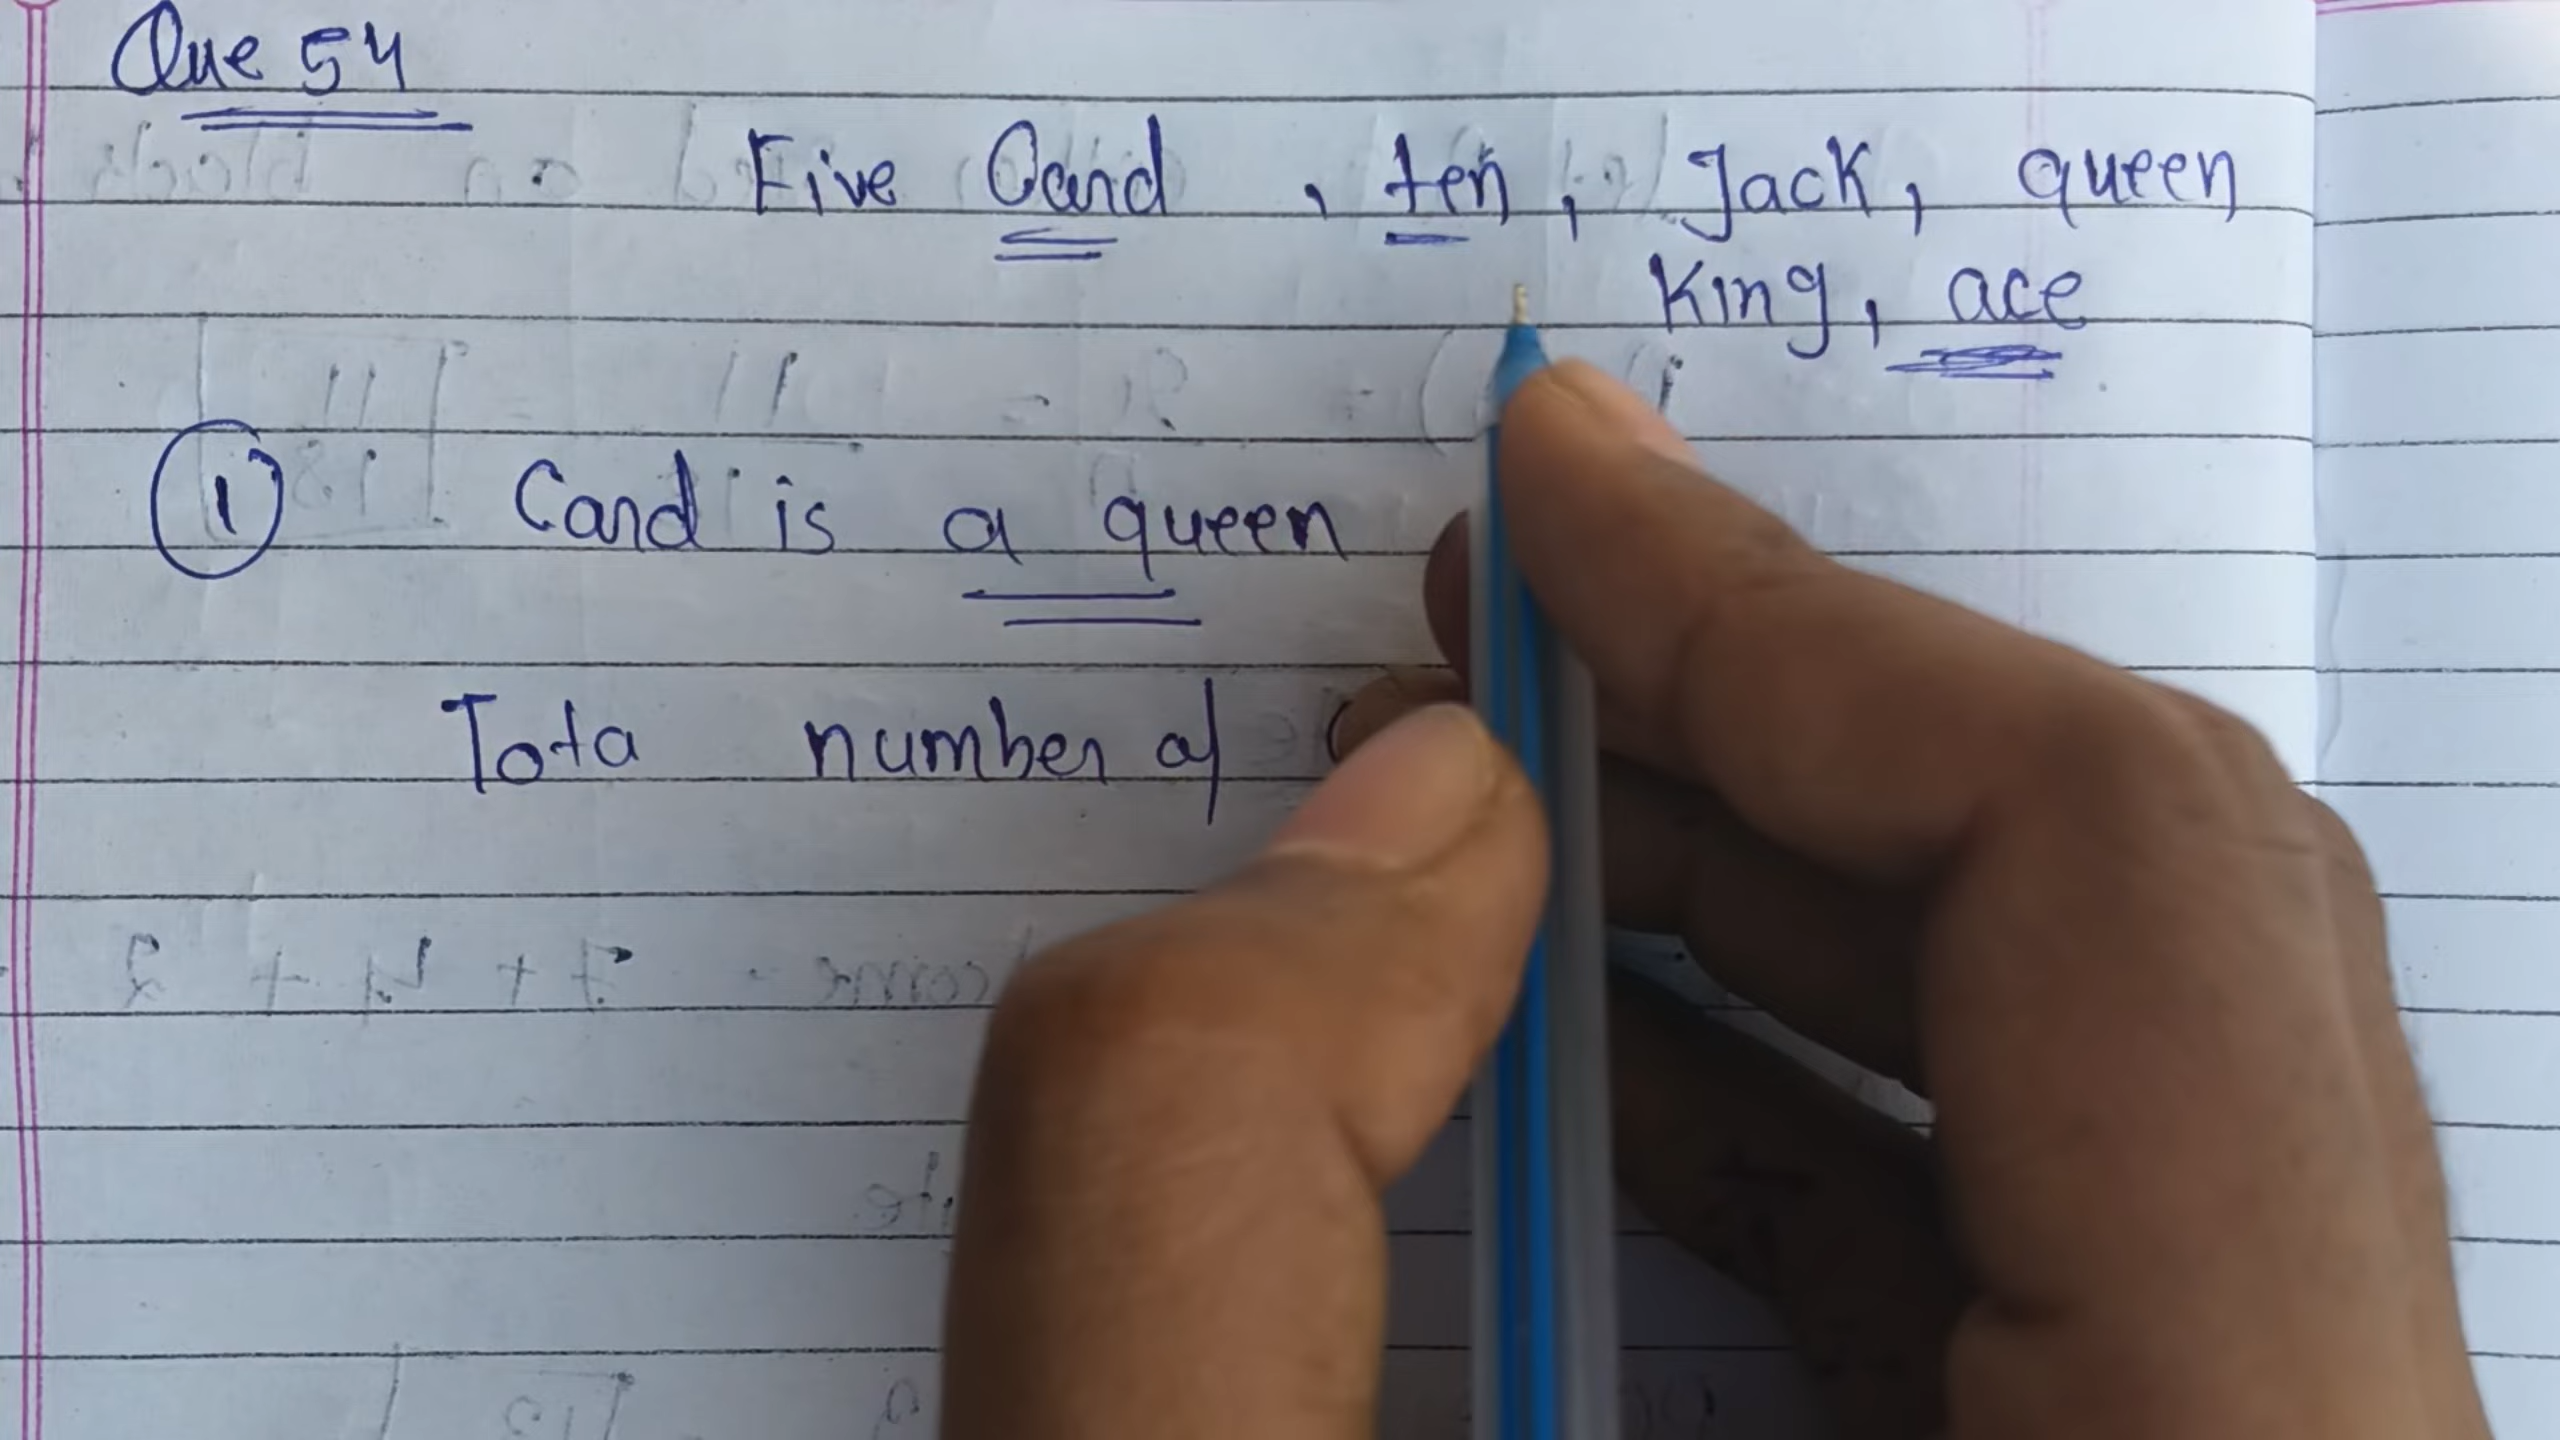 Que 54
Five Card , ten, Jack, queen
King, ace
1 Card is a queen
Tota number of